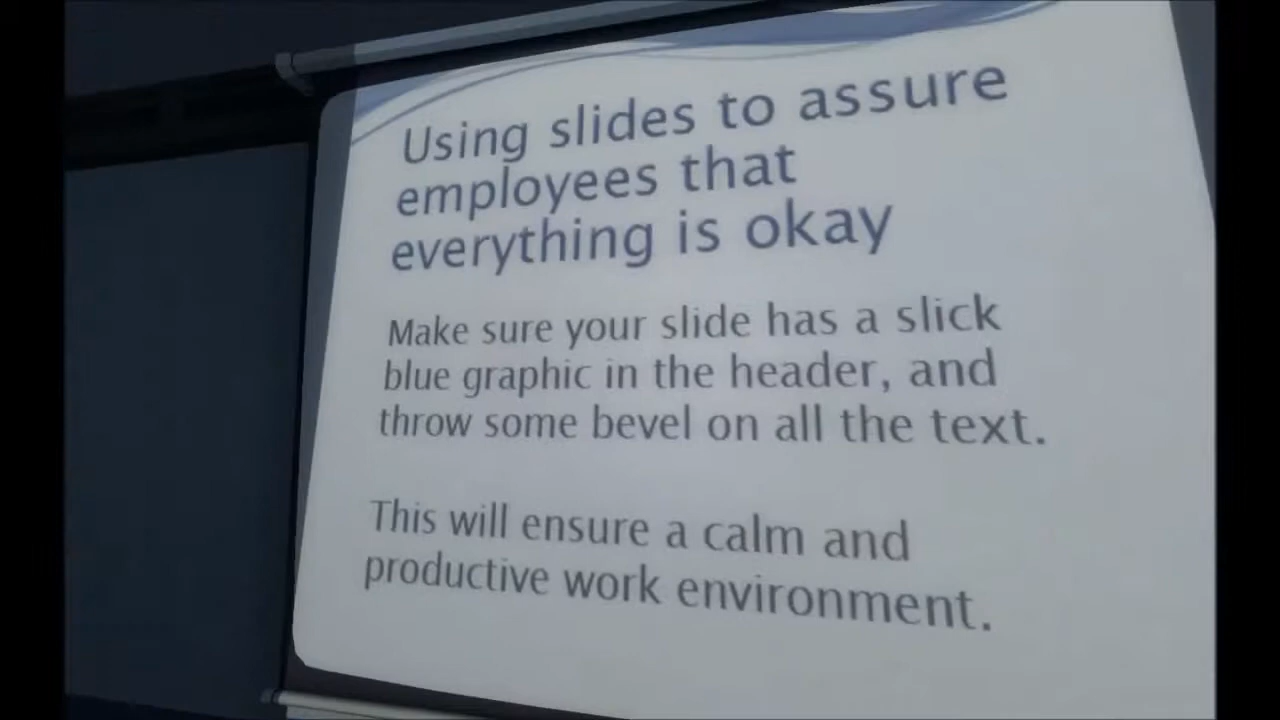 Using slides to assure
employees that
everything is okay
Make sure your slide has a slick
blue graphic in the header, and
throw some bevel on all the text.
This will ensure a calm and
productive work environment.